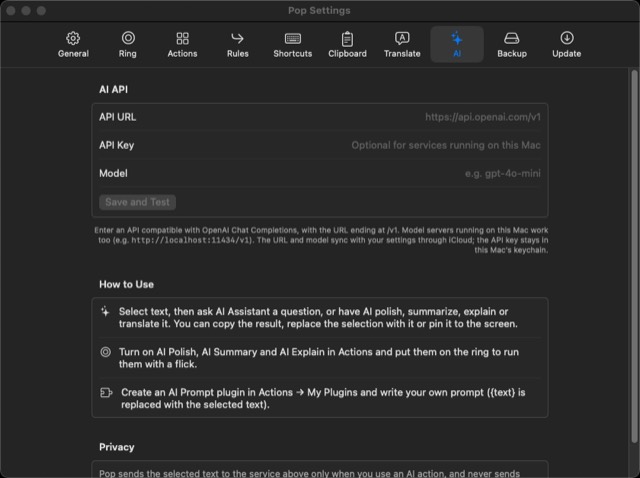 Pop Settings
General
Ring
Actions
Rules
Shortcuts
Clipboard
Translate
AI
Backup
Update
AI API
API URL
https://api.openai.com/v1
API Key
Optional for services running on this Mac
Model
e.g. gpt-4o-mini
Save and Test
Enter an API compatible with OpenAI Chat Completions, with the URL ending at /v1. Model servers running on this Mac work
too (e.g. http://localhost:11434/v1). The URL and model sync with your settings through iCloud; the API key stays in
this Mac's keychain.
How to Use
Select text, then ask AI Assistant a question, or have AI polish, summarize, explain or
translate it. You can copy the result, replace the selection with it or pin it to the screen.
Turn on AI Polish, AI Summary and AI Explain in Actions and put them on the ring to run
them with a flick.
Create an AI Prompt plugin in Actions → My Plugins and write your own prompt ({text} is
replaced with the selected text).
Privacy
Pop sends the selected text to the service above only when you use an AI action, and never sends